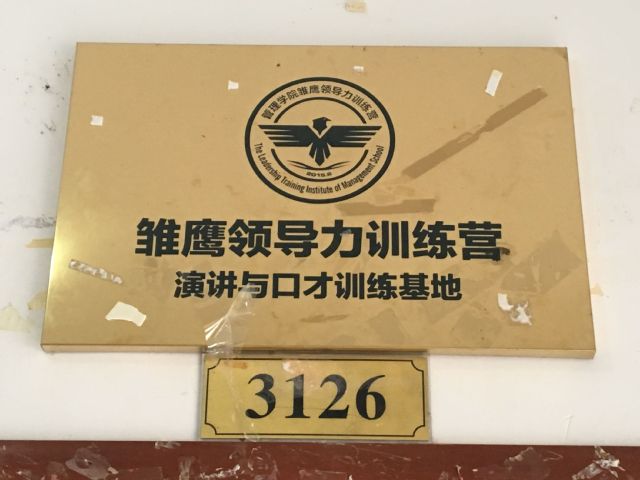 管理学院雏鹰领导力训练营
2015.2
The Leadership Training Institute of Management School
雏鹰领导力训练营
演讲与口才训练基地
3126